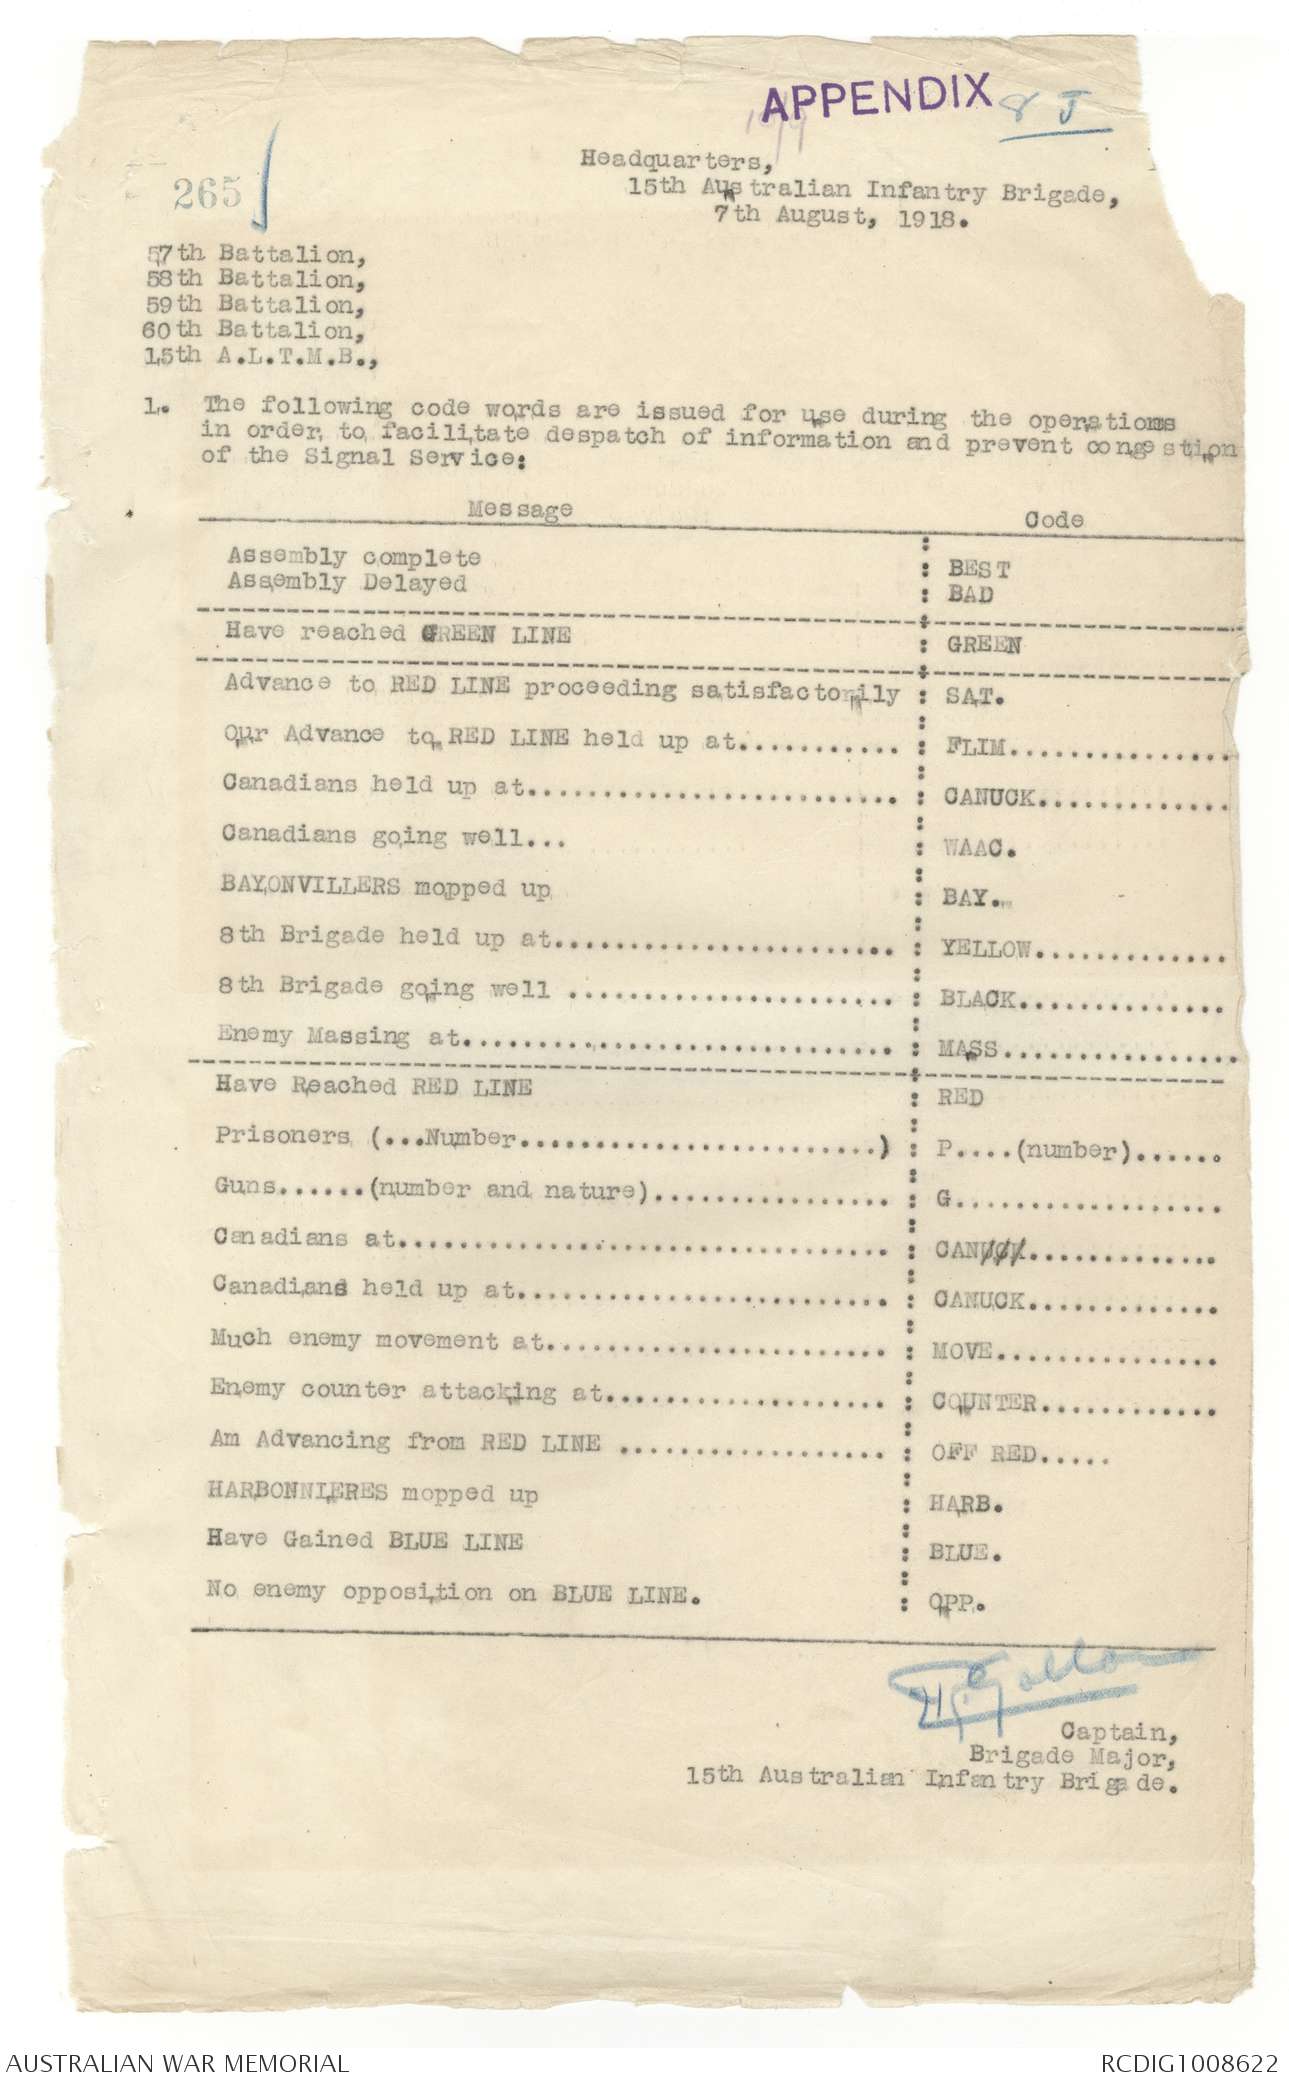 APPENDIX 8 J
265
Headquarters,
15th Australian Infantry Brigade,
7th August, 1918.
57th Battalion,
58th Battalion,
59th Battalion,
60th Battalion,
15th A.L.T.M.B.,
1. The following code words are issued for use during the operations
in order to facilitate despatch of information and prevent congestion
of the Signal Service:
Message Code
Assembly complete : BEST
Assembly Delayed : BAD
Have reached GREEN LINE : GREEN
Advance to RED LINE proceeding satisfactorily : SAT.
Our Advance to RED LINE held up at........... : FLIM...............
Canadians held up at......................... : CANUCK.............
Canadians going well... : WAAC.
BAYONVILLERS mopped up : BAY.
8th Brigade held up at....................... : YELLOW.............
8th Brigade going well ...................... : BLACK..............
Enemy Massing at............................. : MASS................
Have Reached RED LINE : RED
Prisoners (...Number........................) : P....(number)......
Guns......(number and nature)................ : G..................
Canadians at................................. : CANUCK.............
Canadians held up at......................... : CANUCK.............
Much enemy movement at....................... : MOVE...............
Enemy counter attacking at................... : COUNTER............
Am Advancing from RED LINE .................. : OFF RED.....
HARBONNIERES mopped up : HARB.
Have Gained BLUE LINE : BLUE.
No enemy opposition on BLUE LINE. : OPP.
Captain,
Brigade Major,
15th Australian Infantry Brigade.
AUSTRALIAN WAR MEMORIAL RCDIG1008622